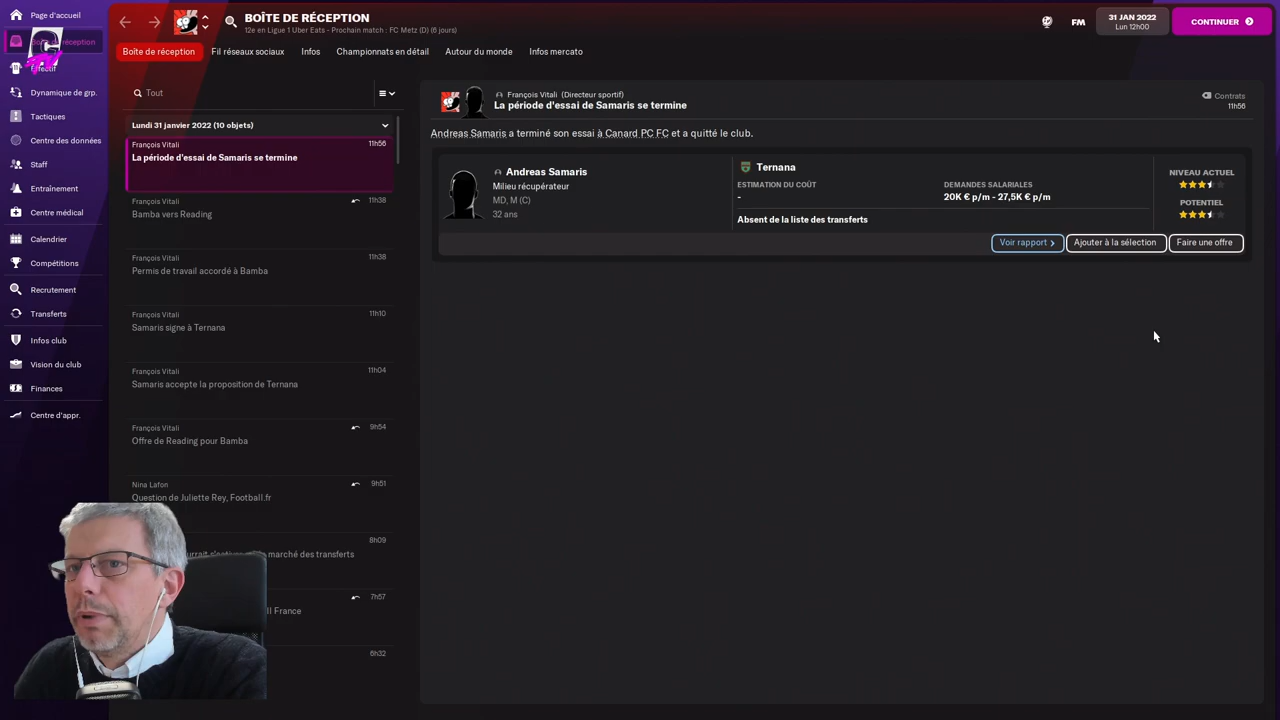 Page d'accueil
Boîte de réception
Effectif
Dynamique de grp.
Tactiques
Centre des données
Staff
Entraînement
Centre médical
Calendrier
Compétitions
Recrutement
Transferts
Infos club
Vision du club
Finances
Centre d'appr.
BOÎTE DE RÉCEPTION
12e en Ligue 1 Uber Eats - Prochain match : FC Metz (D) (6 jours)
FM
31 JAN 2022
Lun 12h00
CONTINUER
Boîte de réception
Fil réseaux sociaux
Infos
Championnats en détail
Autour du monde
Infos mercato
Tout
Lundi 31 janvier 2022 (10 objets)
François Vitali 11h56
La période d'essai de Samaris se termine
François Vitali 11h38
Bamba vers Reading
François Vitali 11h38
Permis de travail accordé à Bamba
François Vitali 11h10
Samaris signe à Ternana
François Vitali 11h04
Samaris accepte la proposition de Ternana
François Vitali 9h54
Offre de Reading pour Bamba
Nina Lafon 9h51
Question de Juliette Rey, Football.fr
8h09
marché des transferts
7h57
France
6h32
François Vitali (Directeur sportif)
La période d'essai de Samaris se termine
Contrats
11h56
Andreas Samaris a terminé son essai à Canard PC FC et a quitté le club.
Andreas Samaris
Milieu récupérateur
MD, M (C)
32 ans
Ternana
ESTIMATION DU COÛT
-
DEMANDES SALARIALES
20K € p/m - 27,5K € p/m
Absent de la liste des transferts
NIVEAU ACTUEL
POTENTIEL
Voir rapport
Ajouter à la sélection
Faire une offre